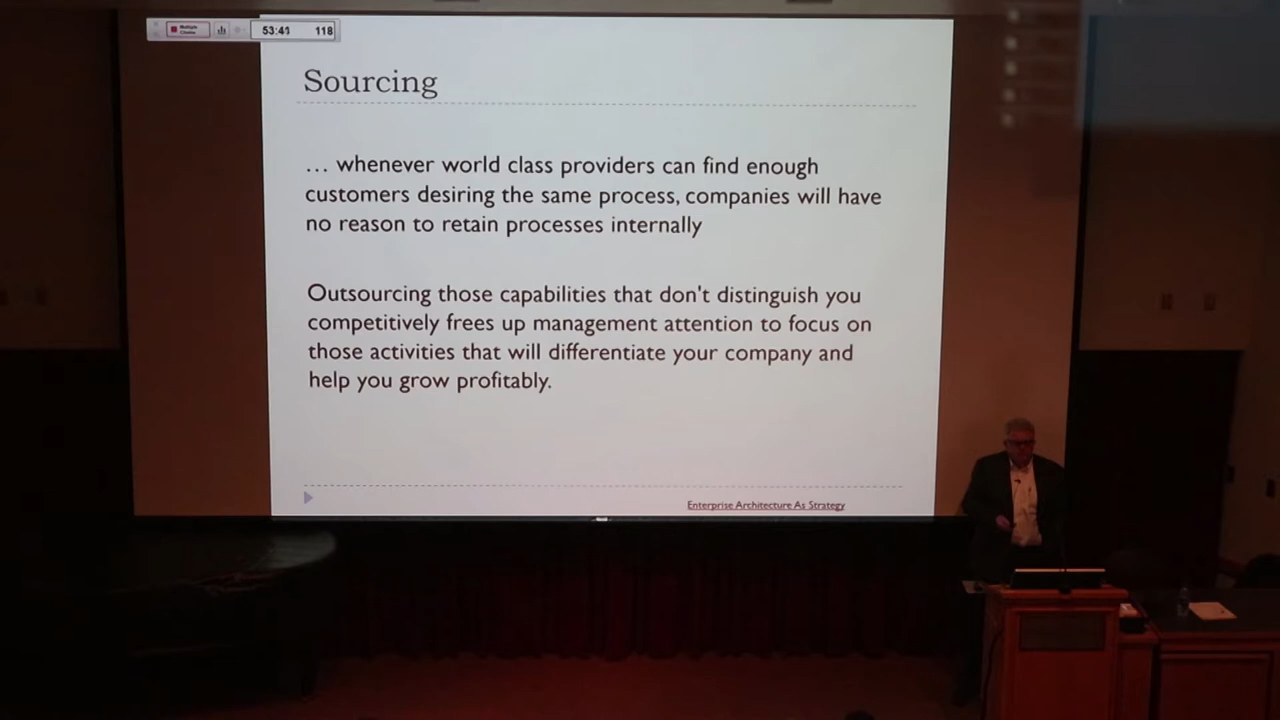 Multiple
Choice
53:41 118
Sourcing
… whenever world class providers can find enough
customers desiring the same process, companies will have
no reason to retain processes internally
Outsourcing those capabilities that don't distinguish you
competitively frees up management attention to focus on
those activities that will differentiate your company and
help you grow profitably.
Enterprise Architecture As Strategy